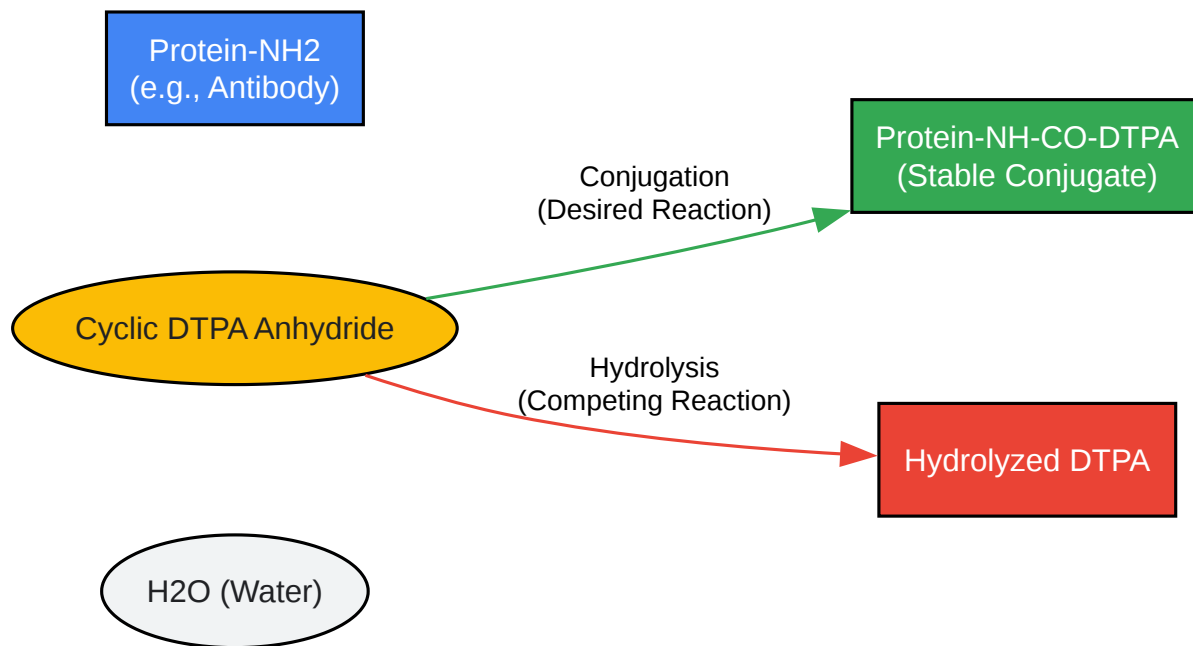 Protein-NH2
(e.g., Antibody)
Protein-NH-CO-DTPA
(Stable Conjugate)
Conjugation
(Desired Reaction)
Cyclic DTPA Anhydride
Hydrolysis
(Competing Reaction)
Hydrolyzed DTPA
H2O (Water)